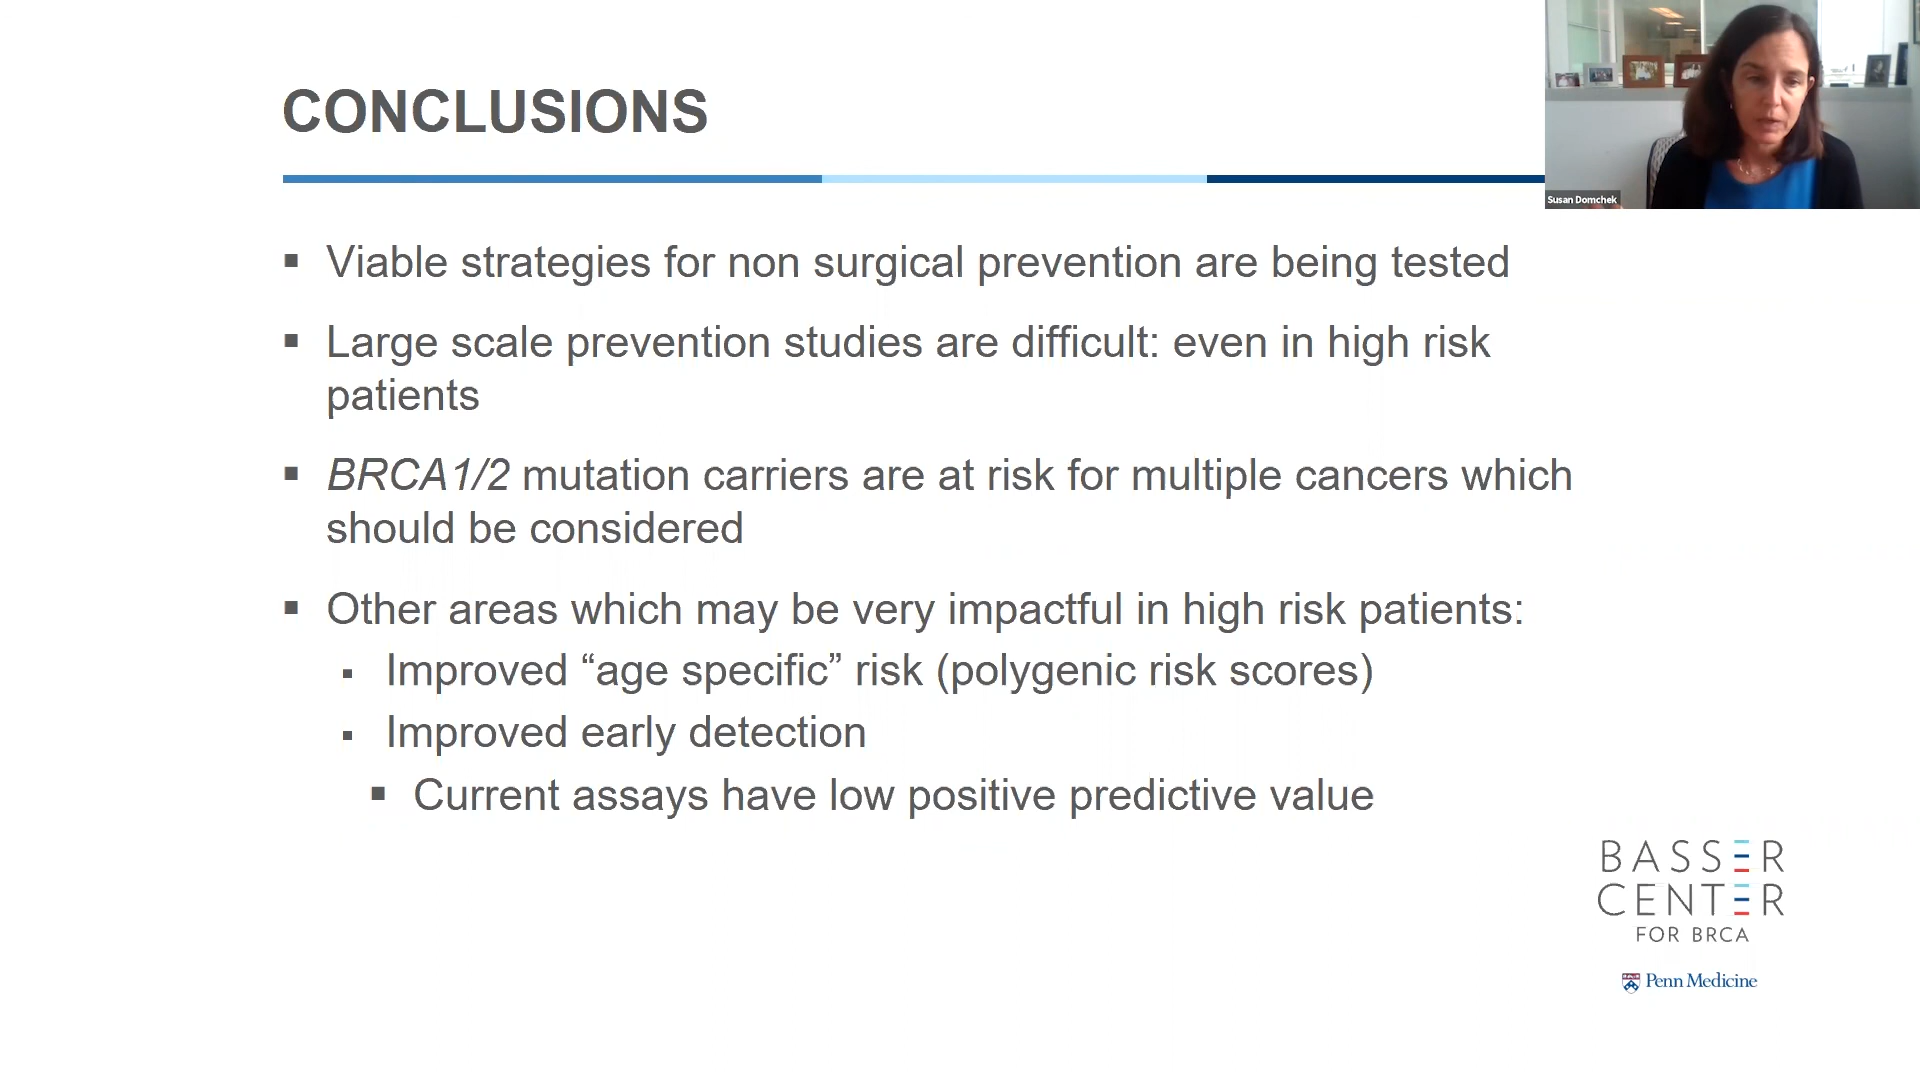 CONCLUSIONS
Susan Domchek
▪ Viable strategies for non surgical prevention are being tested
▪ Large scale prevention studies are difficult: even in high risk
patients
▪ BRCA1/2 mutation carriers are at risk for multiple cancers which
should be considered
▪ Other areas which may be very impactful in high risk patients:
▪ Improved “age specific” risk (polygenic risk scores)
▪ Improved early detection
▪ Current assays have low positive predictive value
BASSER
CENTER
FOR BRCA
Penn Medicine